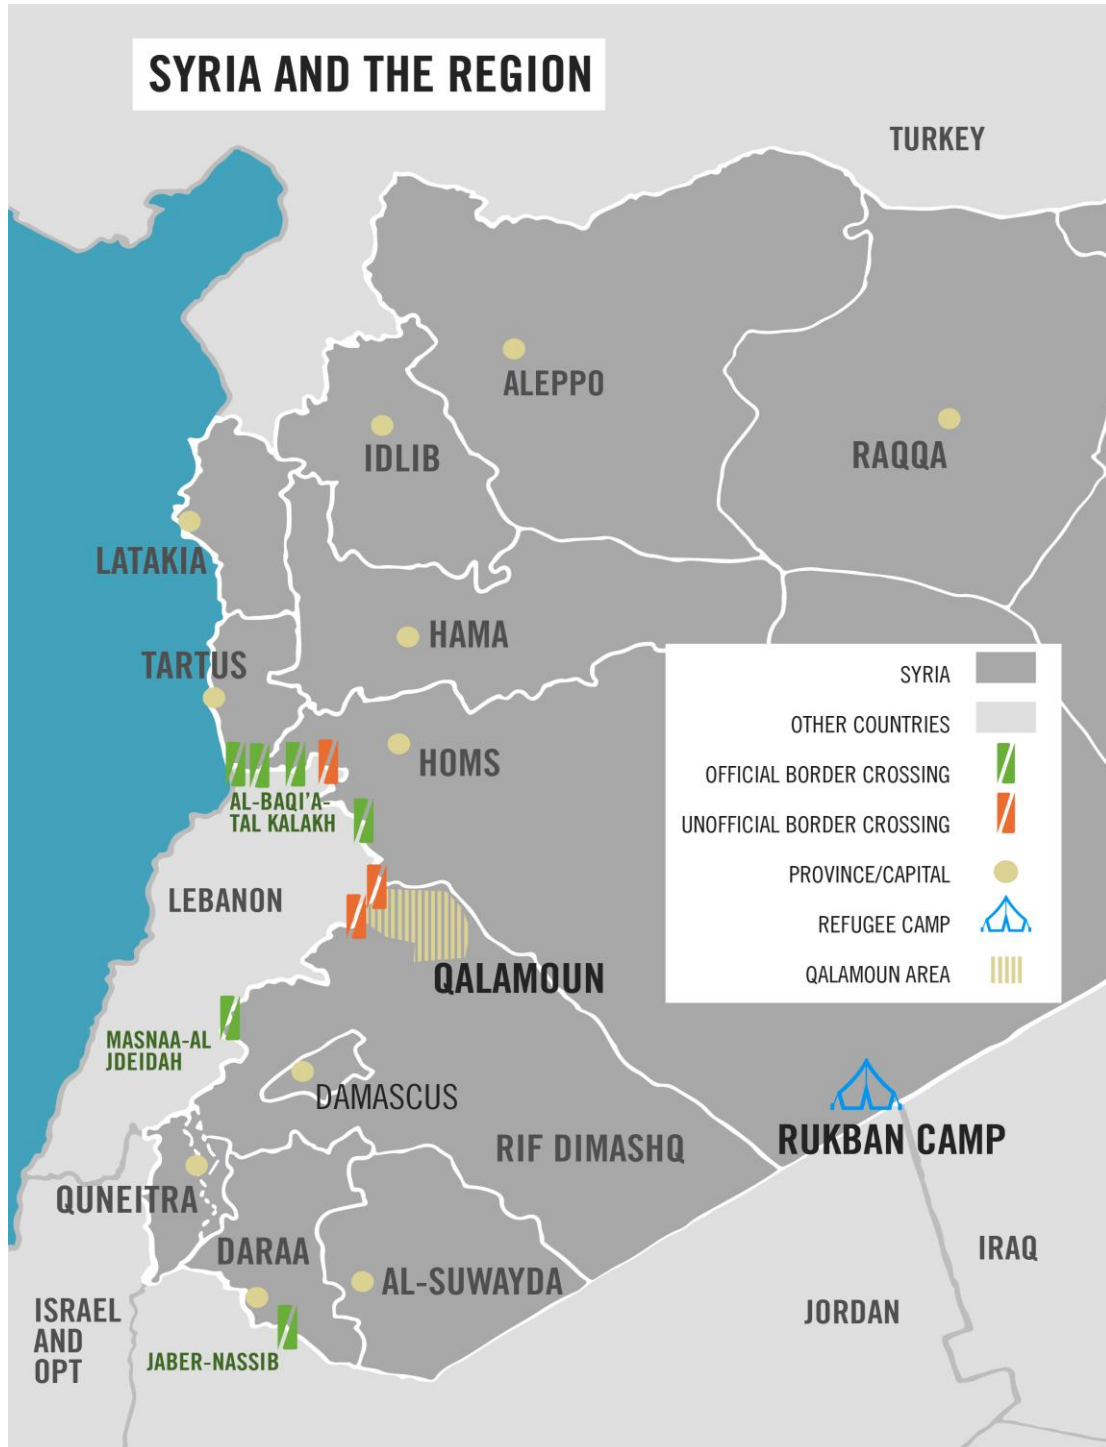 SYRIA AND THE REGION
TURKEY
ALEPPO
IDLIB
RAQQA
LATAKIA
HAMA
TARTUS
HOMS
AL-BAQI'A-
TAL KALAKH
LEBANON
QALAMOUN
MASNAA-AL
JDEIDAH
DAMASCUS
RIF DIMASHQ
RUKBAN CAMP
QUNEITRA
DARAA
AL-SUWAYDA
IRAQ
JORDAN
ISRAEL
AND
OPT
JABER-NASSIB
SYRIA
OTHER COUNTRIES
OFFICIAL BORDER CROSSING
UNOFFICIAL BORDER CROSSING
PROVINCE/CAPITAL
REFUGEE CAMP
QALAMOUN AREA